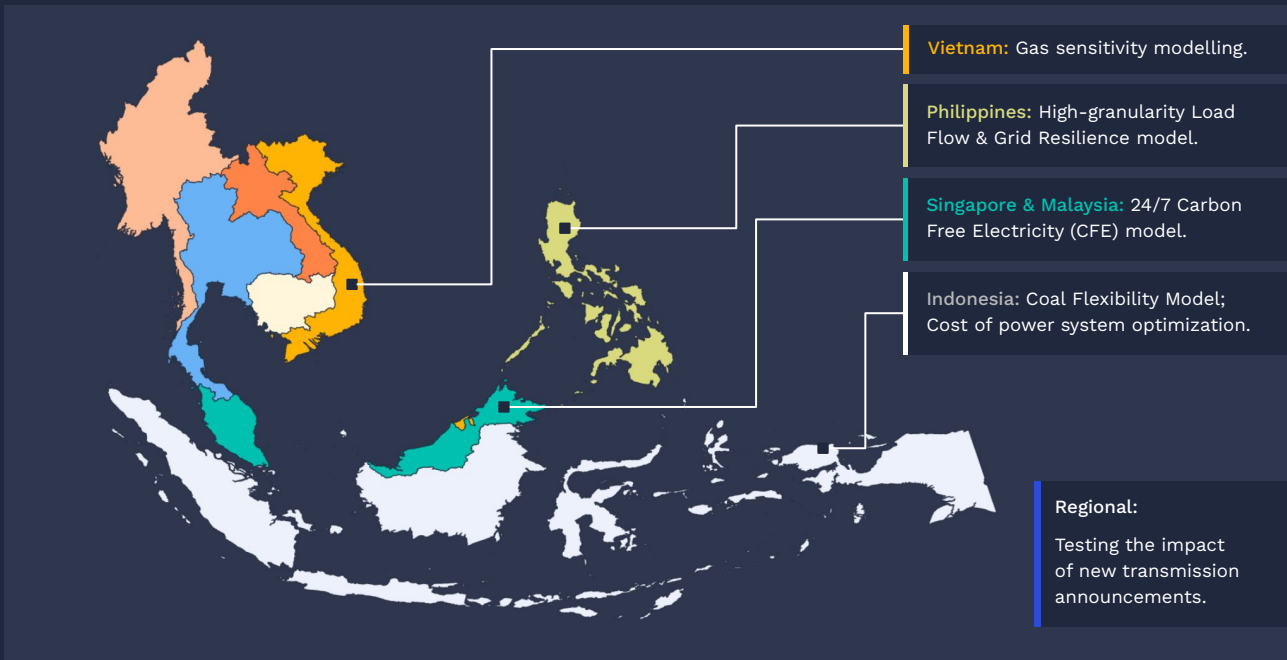 Vietnam: Gas sensitivity modelling.
Philippines: High-granularity Load
Flow & Grid Resilience model.
Singapore & Malaysia: 24/7 Carbon
Free Electricity (CFE) model.
Indonesia: Coal Flexibility Model;
Cost of power system optimization.
Regional:
Testing the impact
of new transmission
announcements.